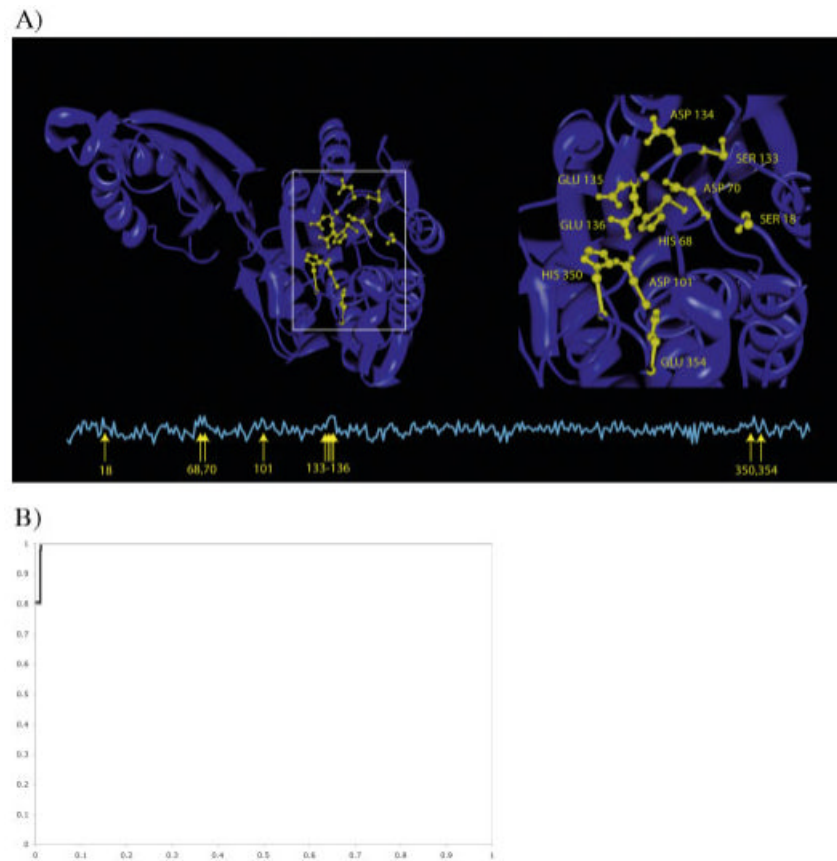 A)
ASP 134
SER 133
GLU 135
ASP 70
SER 18
GLU 136
HIS 68
HIS 350
ASP 101
GLU 354
18
68,70
101
133-136
350,354
B)
1
0.9
0.8
0.7
0.6
0.5
0.4
0.3
0.2
0.1
0
0 0.1 0.2 0.3 0.4 0.5 0.6 0.7 0.8 0.9 1